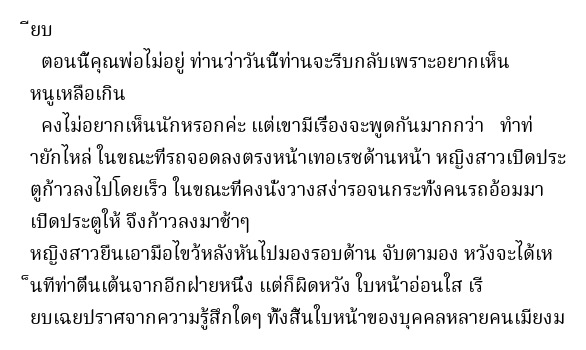 ียบ
ตอนนี้คุณพ่อไม่อยู่ ท่านว่าวันนี้ท่านจะรีบกลับเพราะอยากเห็น
หนูเหลือเกิน
คงไม่อยากเห็นนักหรอกค่ะ แต่เขามีเรื่องจะพูดกันมากกว่า ทำท่
ายักไหล่ ในขณะที่รถจอดลงตรงหน้าเทอเรซด้านหน้า หญิงสาวเปิดประ
ตูก้าวลงไปโดยเร็ว ในขณะที่คงนั่งวางสง่ารอจนกระทั่งคนรถอ้อมมา
เปิดประตูให้ จึงก้าวลงมาช้าๆ
หญิงสาวยืนเอามือไขว้หลังหันไปมองรอบด้าน จับตามอง หวังจะได้เห
็นทีท่าตื่นเต้นจากอีกฝ่ายหนึ่ง แต่ก็ผิดหวัง ใบหน้าอ่อนใส เรี
ยบเฉยปราศจากความรู้สึกใดๆ ทั้งสิ้นใบหน้าของบุคคลหลายคนเมียงม